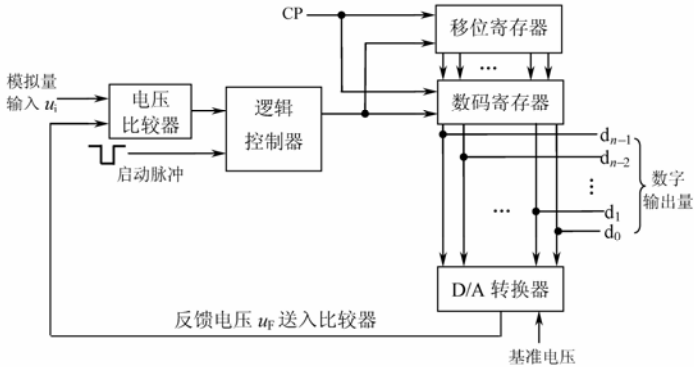 CP
移位寄存器
...
模拟量
输入 uᵢ
电压
比较器
逻辑
控制器
数码寄存器
启动脉冲
dₙ₋₁
dₙ₋₂
⋮
数字
输出量
...
d₁
d₀
D/A 转换器
反馈电压 u_F 送入比较器
基准电压